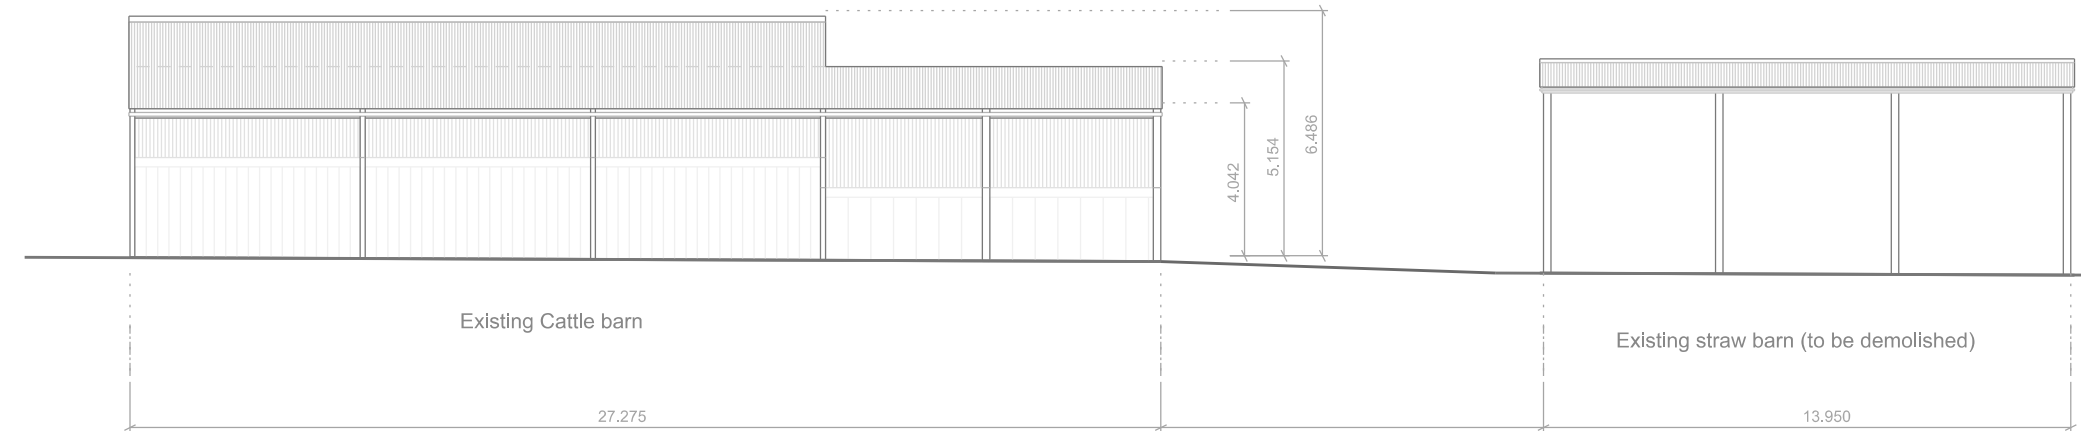 6.486
5.154
4.042
Existing Cattle barn
Existing straw barn (to be demolished)
27.275
13.950